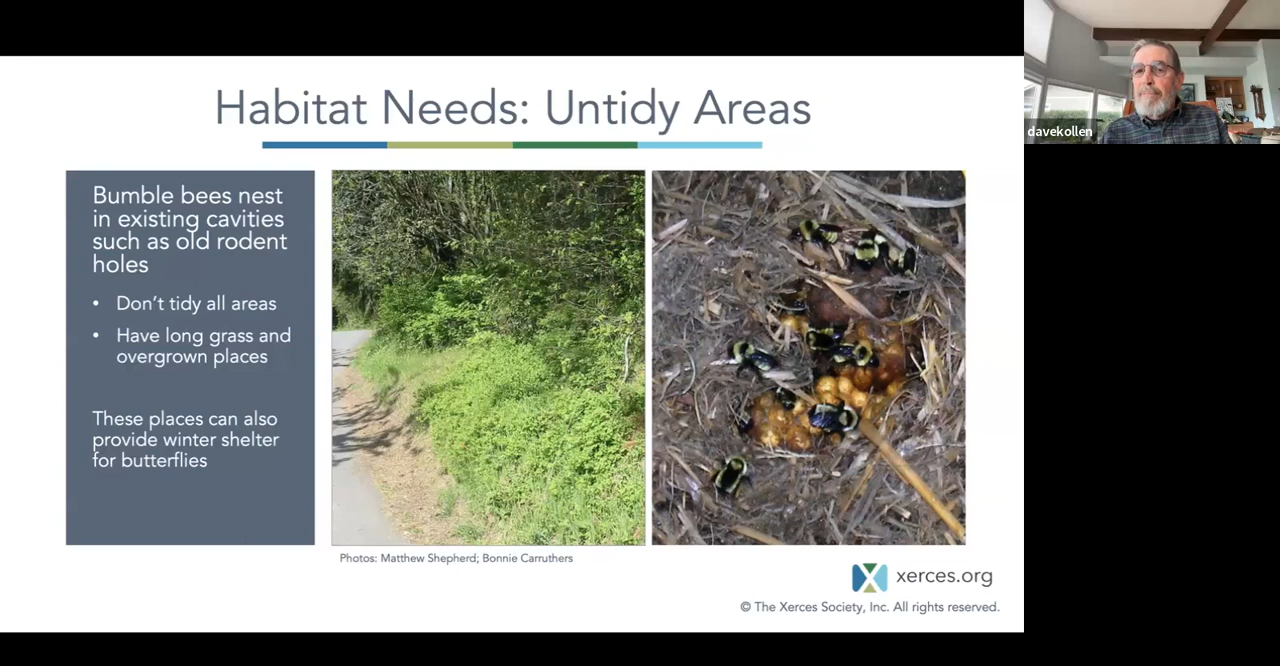 Habitat Needs: Untidy Areas
Bumble bees nest
in existing cavities
such as old rodent
holes
• Don't tidy all areas
• Have long grass and
overgrown places
These places can also
provide winter shelter
for butterflies
Photos: Matthew Shepherd; Bonnie Carruthers
xerces.org
© The Xerces Society, Inc. All rights reserved.
davekollen